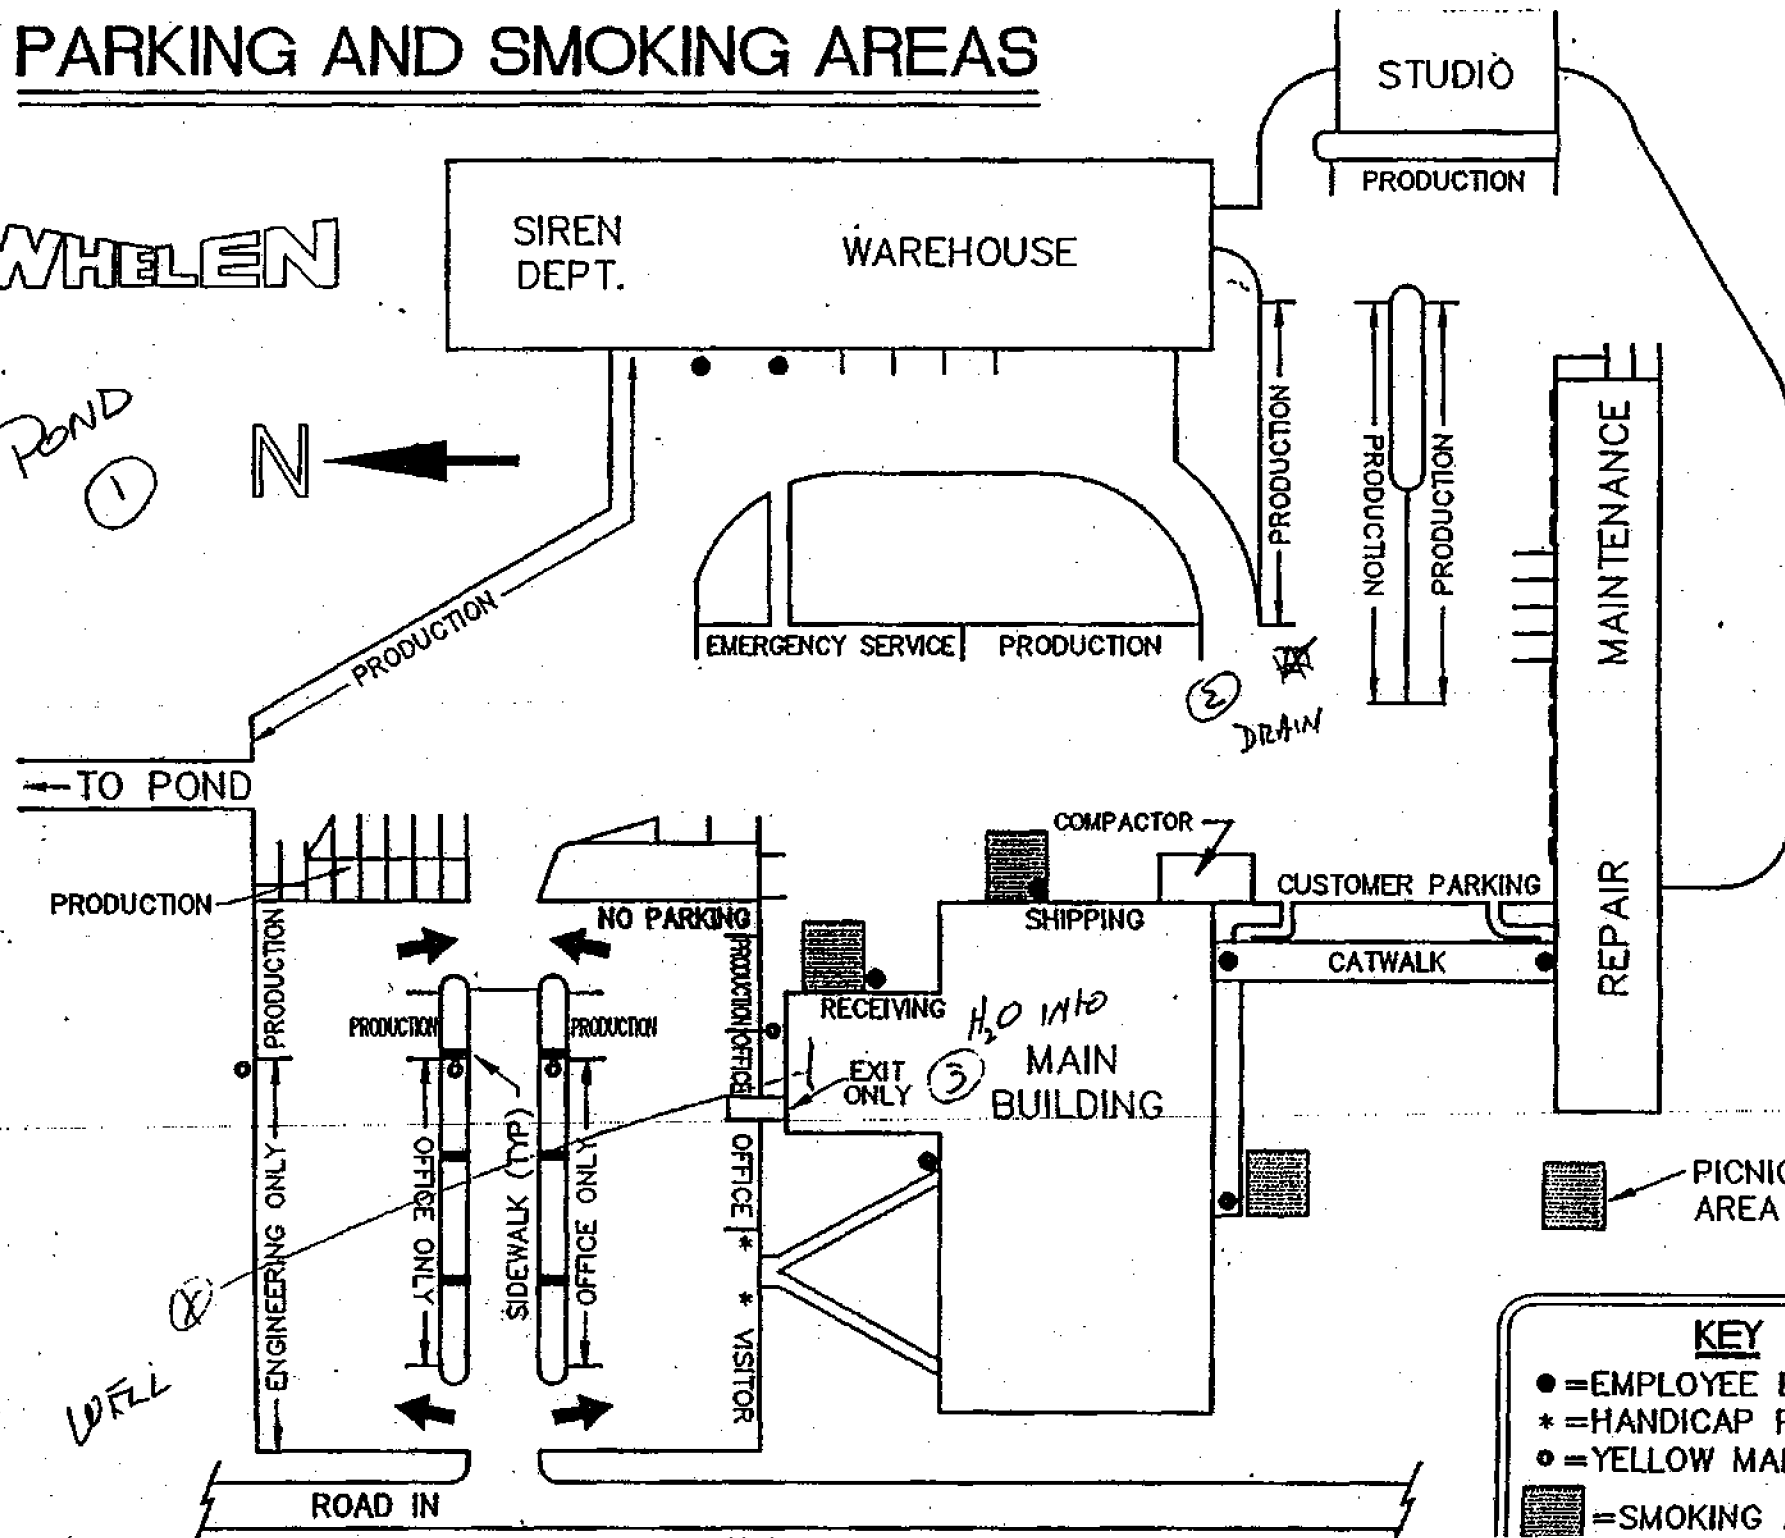 PARKING AND SMOKING AREAS
STUDIO
PRODUCTION
WHELEN
SIREN
DEPT.
WAREHOUSE
POND
1
N
PRODUCTION
PRODUCTION
PRODUCTION
PRODUCTION
MAINTENANCE
REPAIR
EMERGENCY SERVICE
PRODUCTION
2
DRAIN
← TO POND
COMPACTOR
PRODUCTION
CUSTOMER PARKING
NO PARKING
SHIPPING
PRODUCTION
PRODUCTION
CATWALK
RECEIVING
PRODUCTION
PRODUCTION
OFFICE
H2O INTO
3
MAIN
BUILDING
EXIT
ONLY
ENGINEERING ONLY
OFFICE ONLY
SIDEWALK (TYP)
OFFICE ONLY
OFFICE
* *
VISITOR
PICNIC
AREA
WELL
KEY
=EMPLOYEE
* =HANDICAP
=YELLOW
=SMOKING
ROAD IN